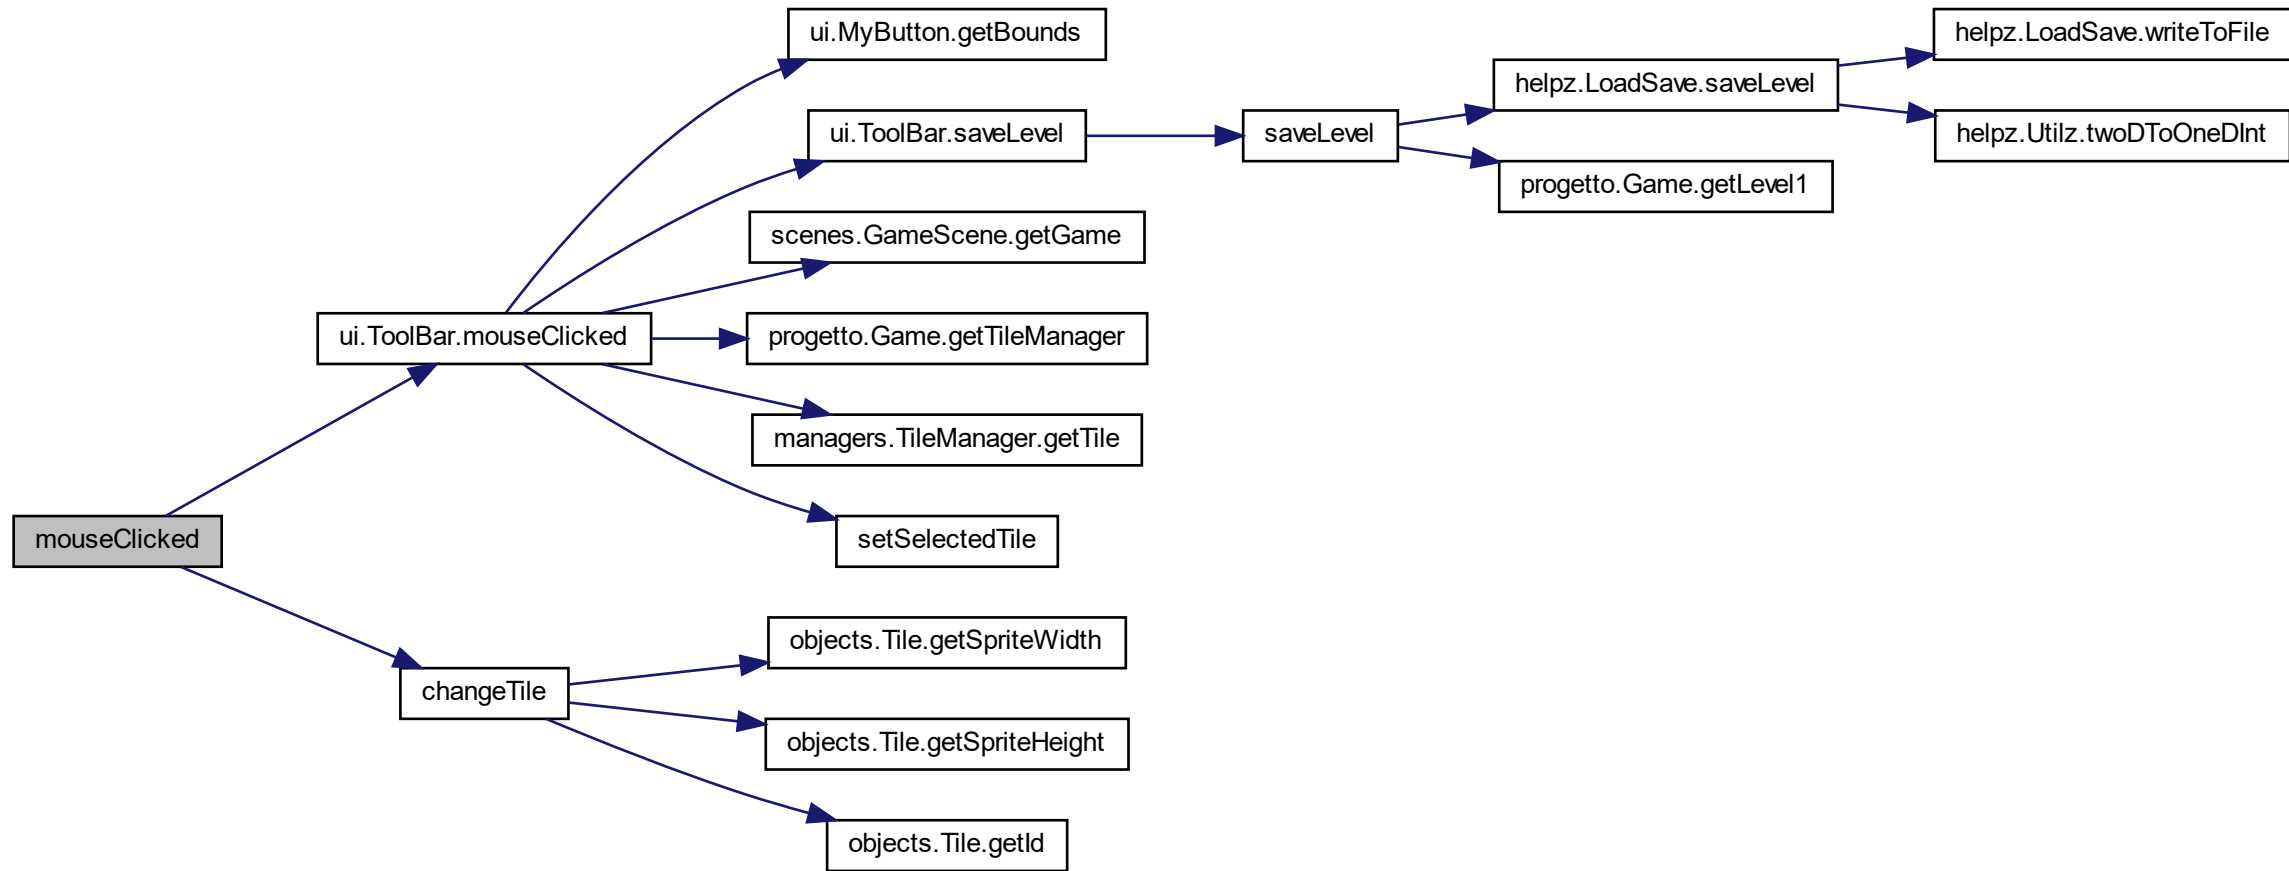 ui.MyButton.getBounds
helpz.LoadSave.writeToFile
helpz.LoadSave.saveLevel
ui.ToolBar.saveLevel
saveLevel
helpz.Utilz.twoDToOneDInt
progetto.Game.getLevel1
scenes.GameScene.getGame
ui.ToolBar.mouseClicked
progetto.Game.getTileManager
managers.TileManager.getTile
mouseClicked
setSelectedTile
objects.Tile.getSpriteWidth
changeTile
objects.Tile.getSpriteHeight
objects.Tile.getId